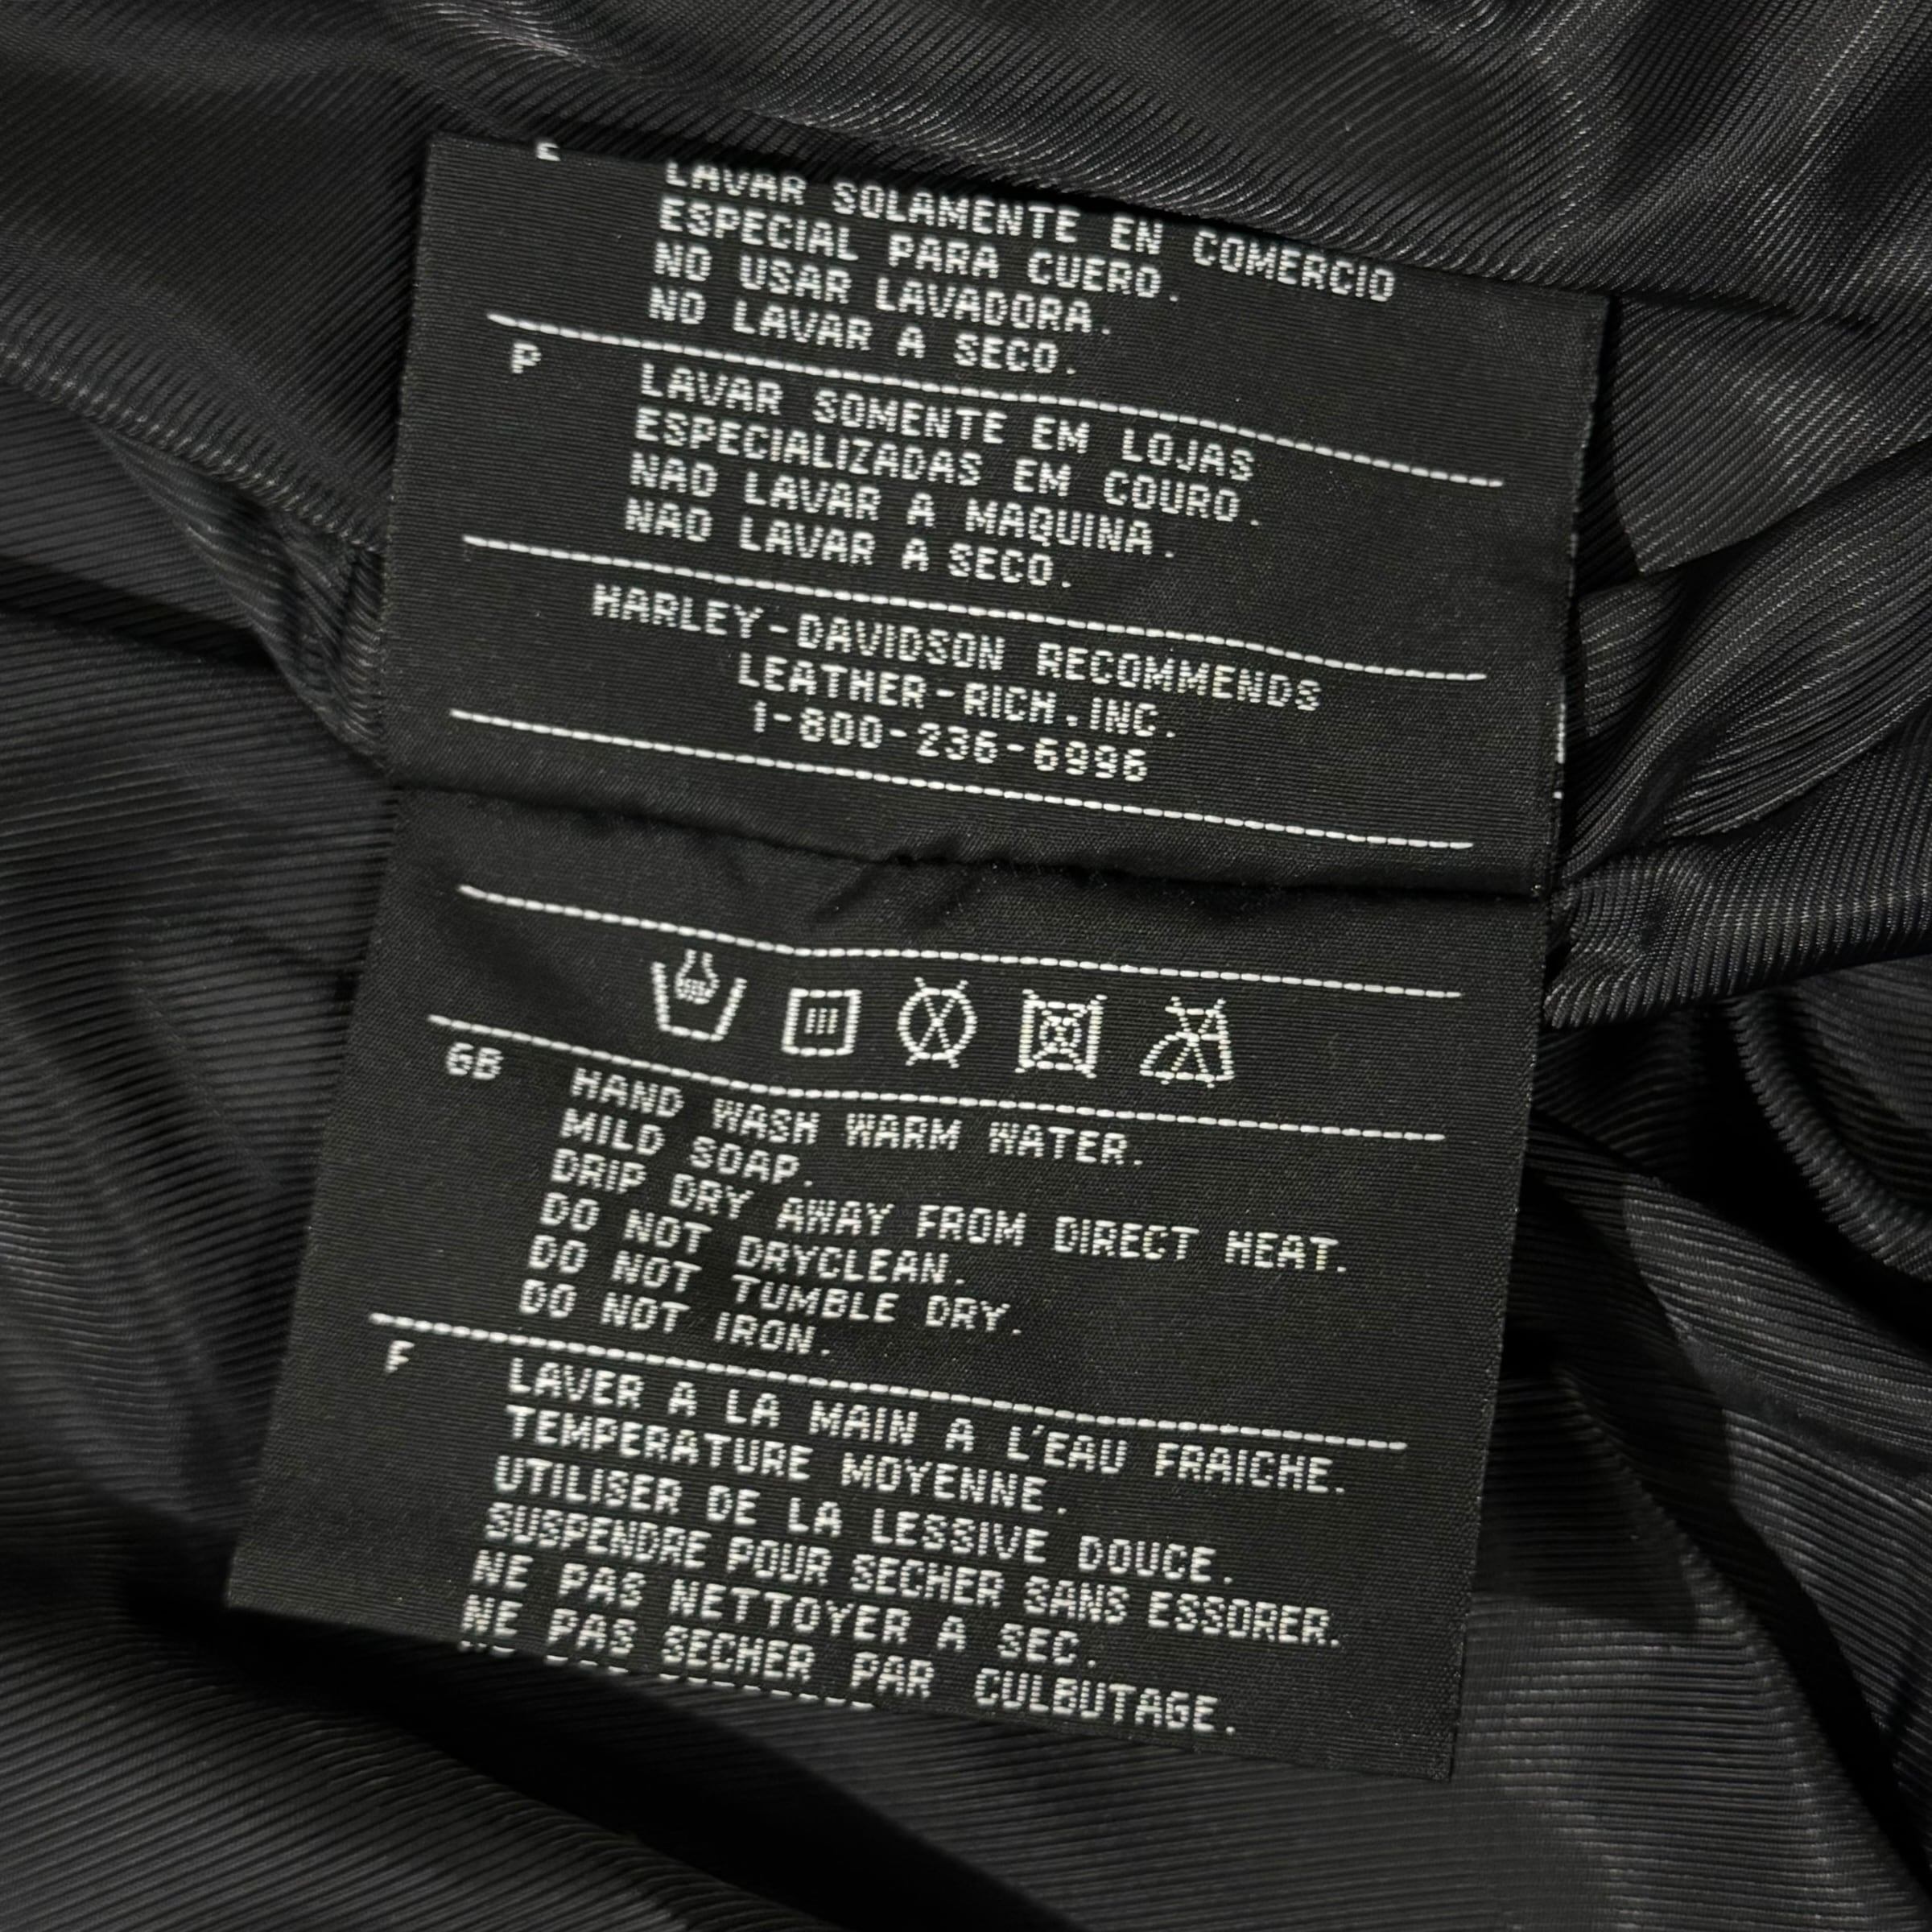 E LAVAR SOLAMENTE EN COMERCIO
ESPECIAL PARA CUERO.
NO USAR LAVADORA.
NO LAVAR A SECO.
P LAVAR SOMENTE EM LOJAS
ESPECIALIZADAS EM COURO.
NAO LAVAR A MAQUINA.
NAO LAVAR A SECO.
HARLEY-DAVIDSON RECOMMENDS
LEATHER-RICH.INC.
1-800-236-6996
GB HAND WASH WARM WATER.
MILD SOAP.
DRIP DRY AWAY FROM DIRECT HEAT.
DO NOT DRYCLEAN.
DO NOT TUMBLE DRY.
DO NOT IRON.
F LAVER A LA MAIN A L'EAU FRAICHE.
TEMPERATURE MOYENNE.
UTILISER DE LA LESSIVE DOUCE.
SUSPENDRE POUR SECHER SANS ESSORER.
NE PAS NETTOYER A SEC.
NE PAS SECHER PAR CULBUTAGE.